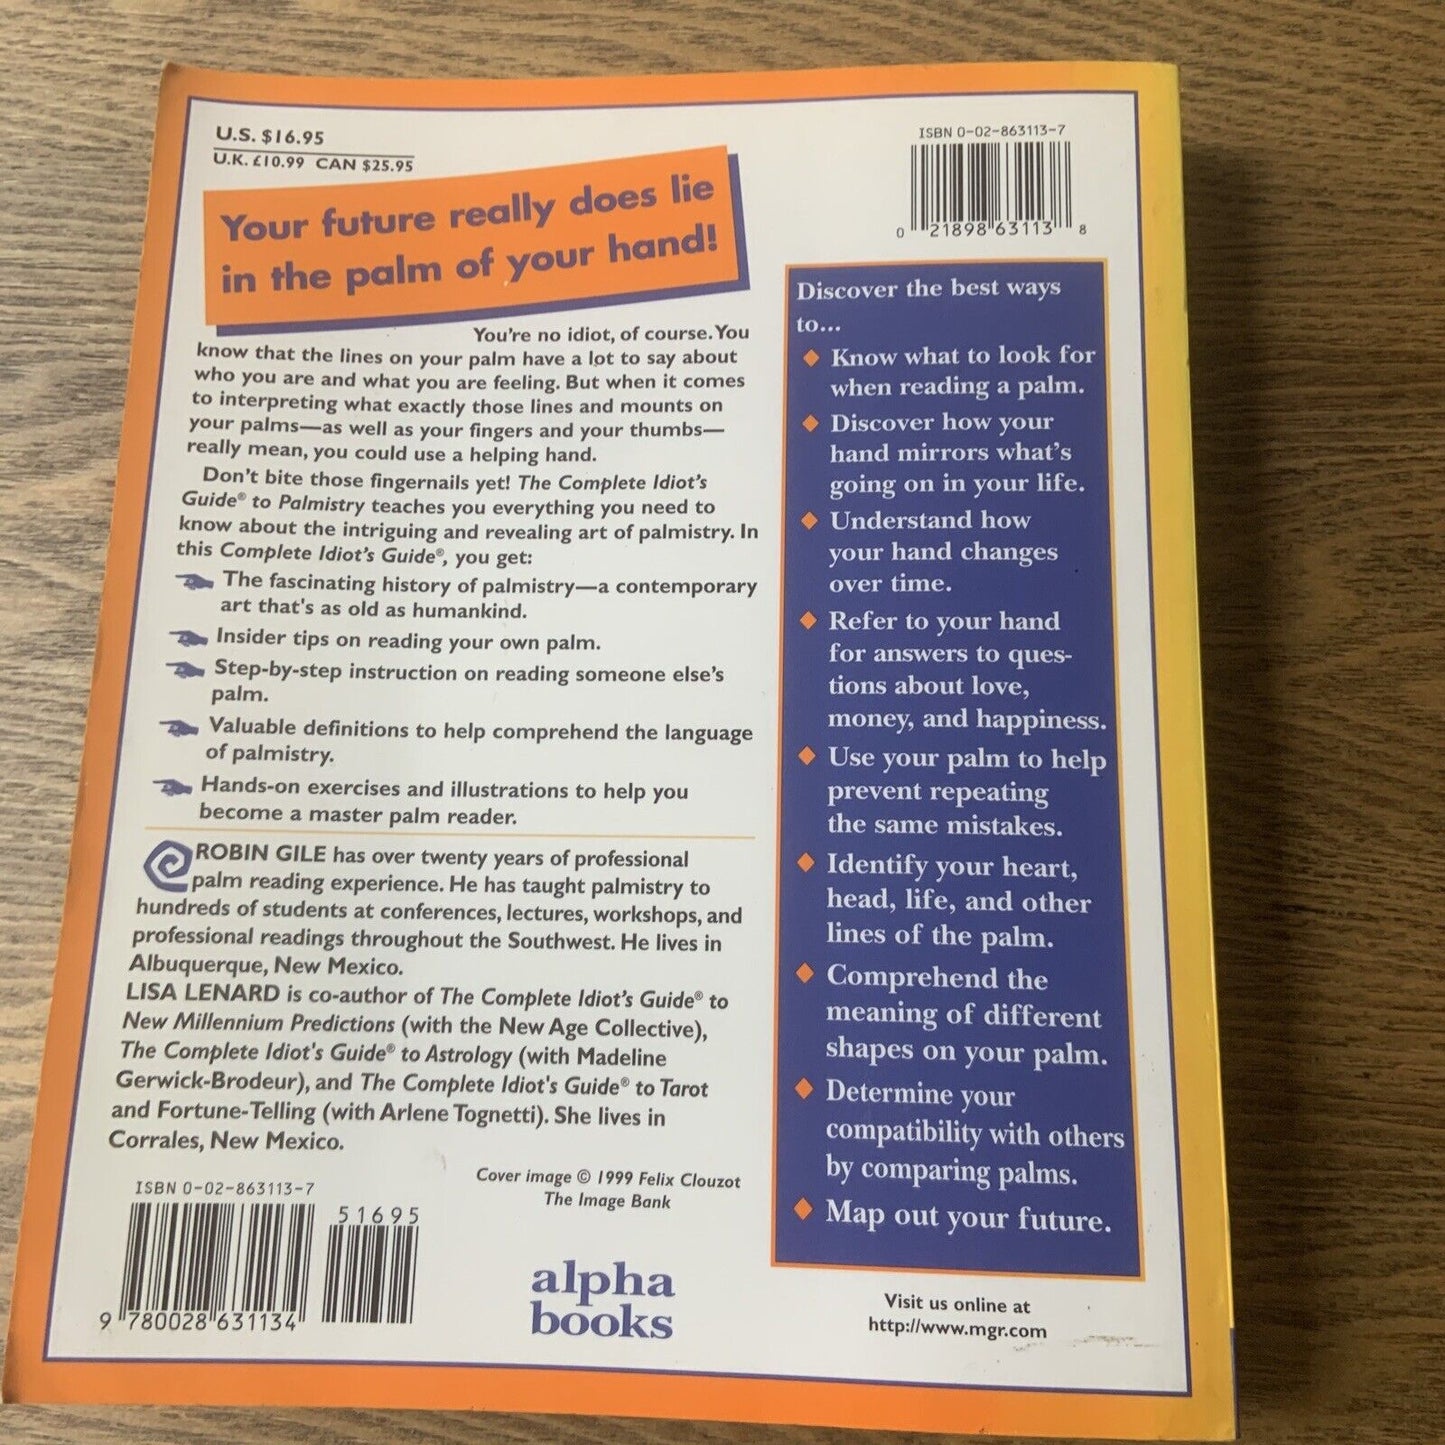 U.S. $16.95
U.K. £10.99 CAN $25.95
Your future really does lie
in the palm of your hand!
You're no idiot, of course. You
know that the lines on your palm have a lot to say about
who you are and what you are feeling. But when it comes
to interpreting what exactly those lines and mounts on
your palms—as well as your fingers and your thumbs—
really mean, you could use a helping hand.
Don't bite those fingernails yet! The Complete Idiot's
Guide® to Palmistry teaches you everything you need to
know about the intriguing and revealing art of palmistry. In
this Complete Idiot's Guide®, you get:
The fascinating history of palmistry—a contemporary
art that's as old as humankind.
Insider tips on reading your own palm.
Step-by-step instruction on reading someone else's
palm.
Valuable definitions to help comprehend the language
of palmistry.
Hands-on exercises and illustrations to help you
become a master palm reader.
ROBIN GILE has over twenty years of professional
palm reading experience. He has taught palmistry to
hundreds of students at conferences, lectures, workshops, and
professional readings throughout the Southwest. He lives in
Albuquerque, New Mexico.
LISA LENARD is co-author of The Complete Idiot's Guide® to
New Millennium Predictions (with the New Age Collective),
The Complete Idiot's Guide® to Astrology (with Madeline
Gerwick-Brodeur), and The Complete Idiot's Guide® to Tarot
and Fortune-Telling (with Arlene Tognetti). She lives in
Corrales, New Mexico.
Cover image © 1999 Felix Clouzot
The Image Bank
ISBN 0-02-863113-7
51695
9 780028 631134
alpha
books
ISBN 0-02-863113-7
0 21898 63113 8
Discover the best ways
to...
Know what to look for
when reading a palm.
Discover how your
hand mirrors what's
going on in your life.
Understand how
your hand changes
over time.
Refer to your hand
for answers to ques-
tions about love,
money, and happiness.
Use your palm to help
prevent repeating
the same mistakes.
Identify your heart,
head, life, and other
lines of the palm.
Comprehend the
meaning of different
shapes on your palm.
Determine your
compatibility with others
by comparing palms.
Map out your future.
Visit us online at
http://www.mgr.com